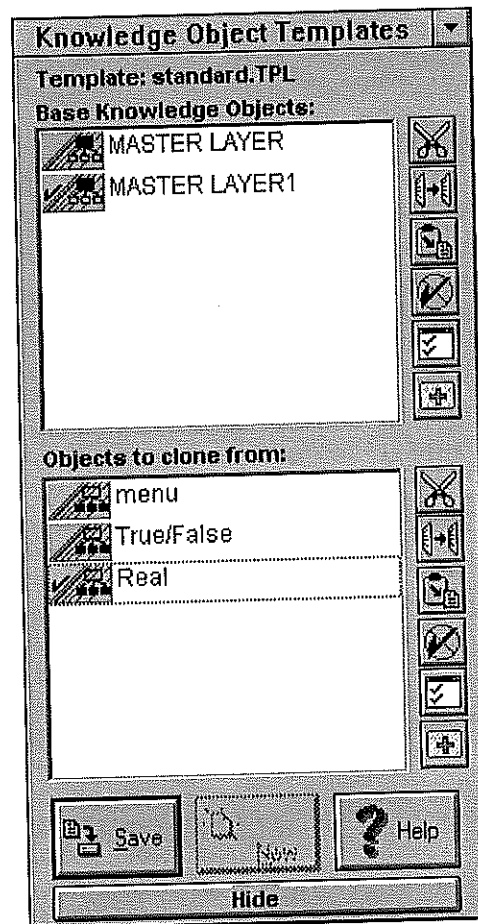 Knowledge Object Templates
Template: standard.TPL
Base Knowledge Objects:
MASTER LAYER
MASTER LAYER1
Objects to clone from:
menu
True/False
Real
Save
New
Help
Hide